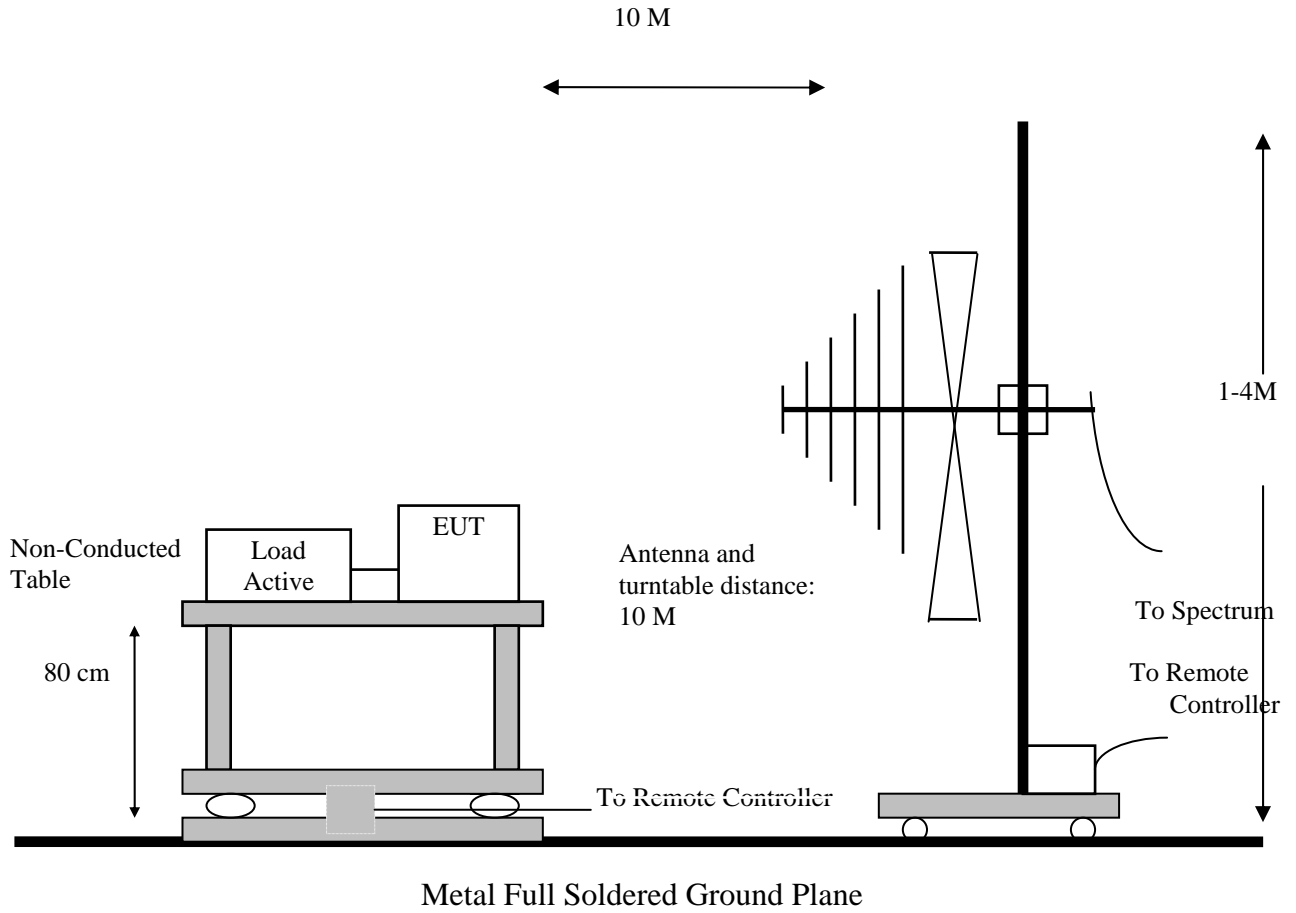 10 M
1-4M
EUT
Load
Active
Non-Conducted
Table
Antenna and
turntable distance:
10 M
80 cm
To Spectrum
To Remote
Controller
To Remote Controller
Metal Full Soldered Ground Plane